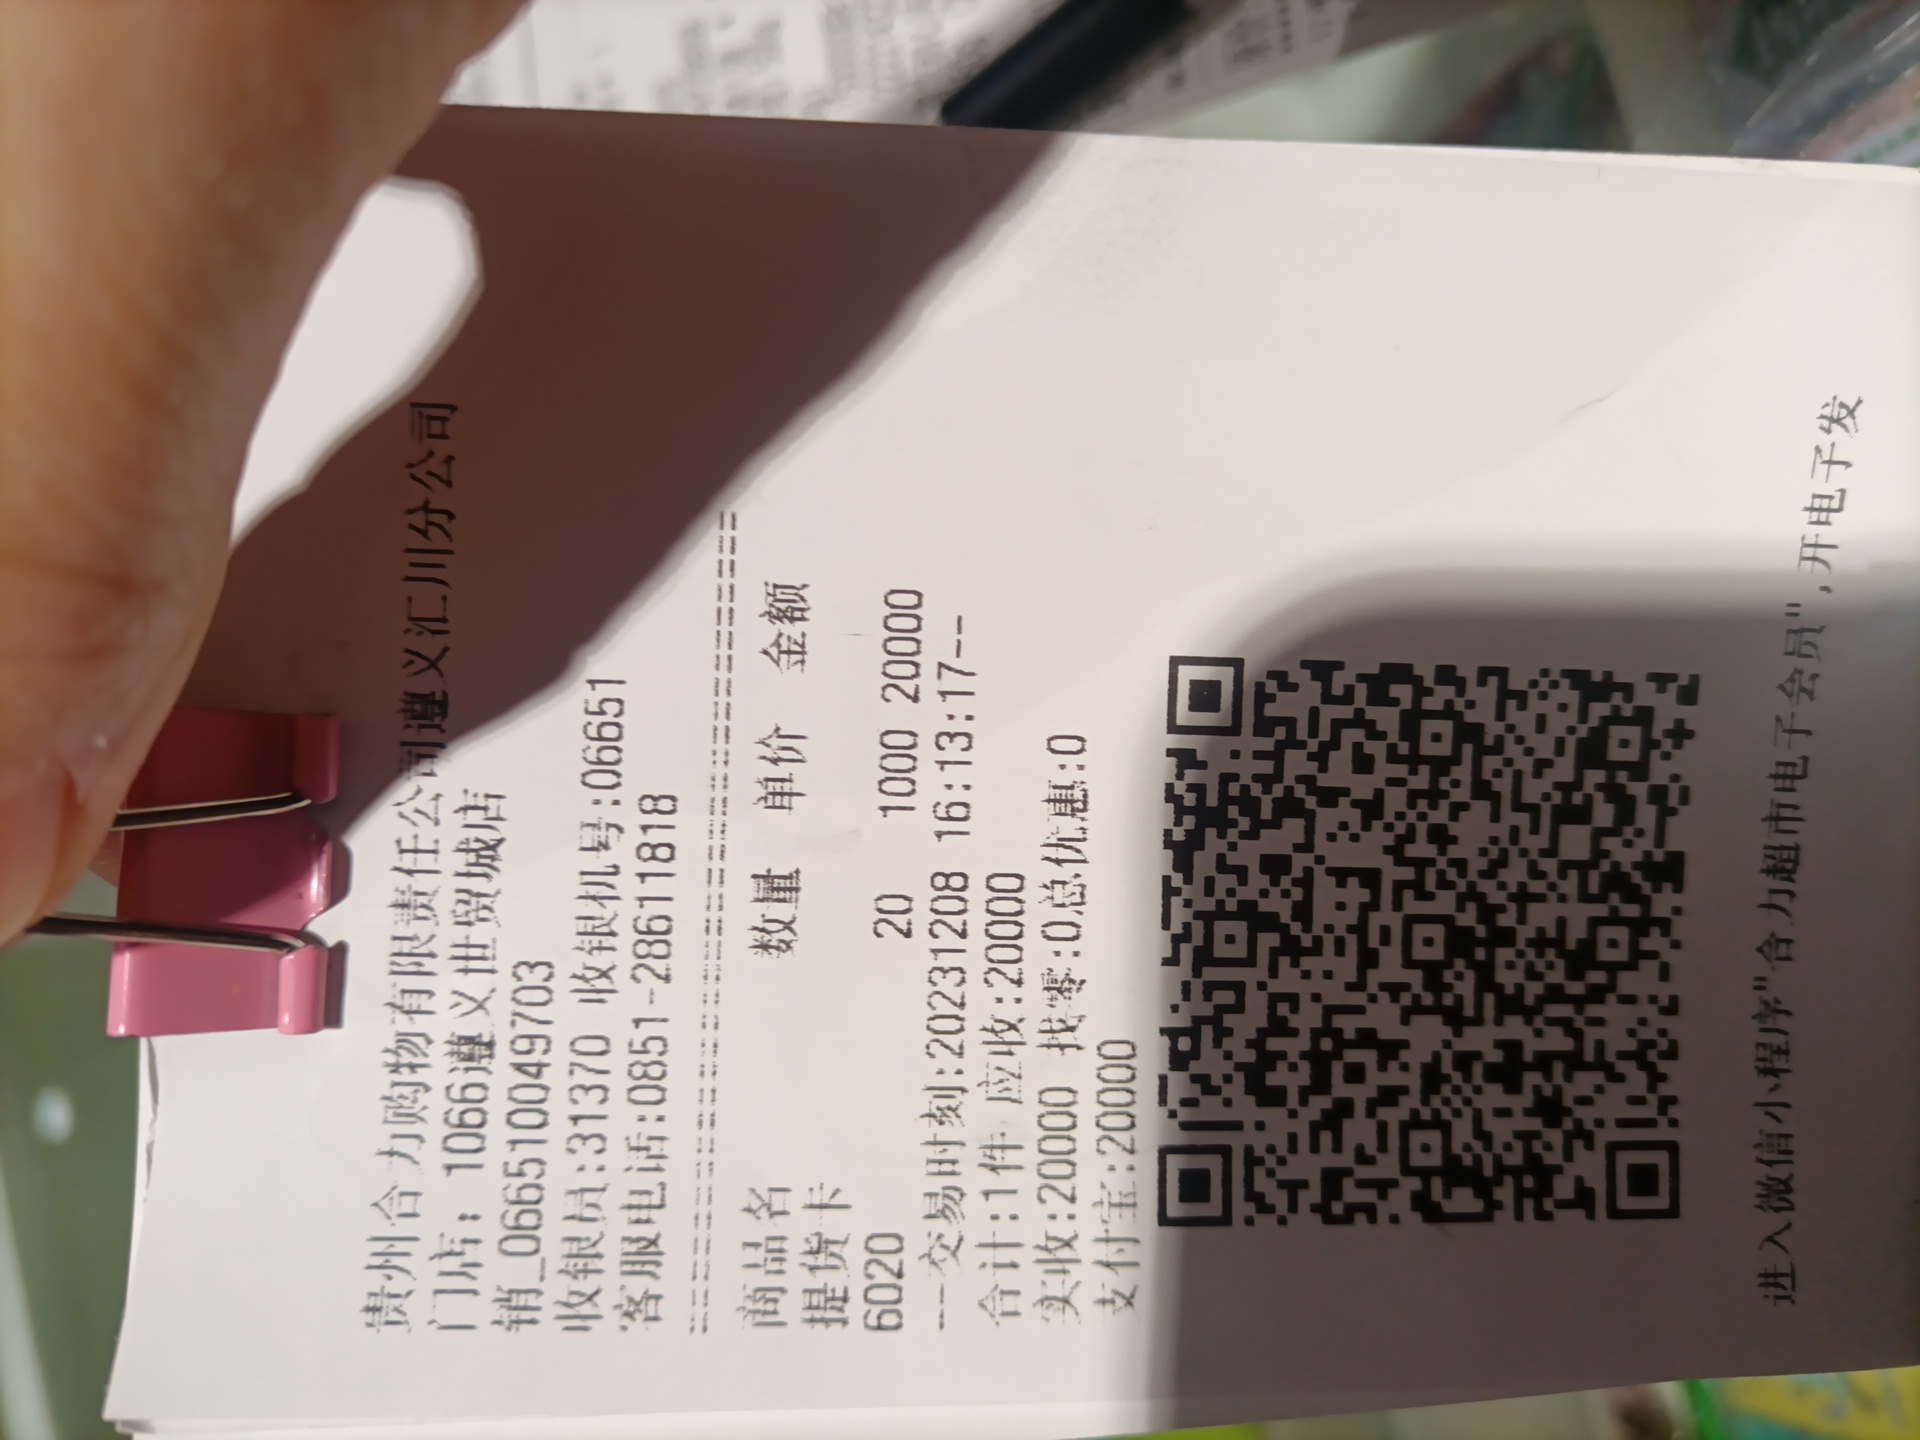 贵州合力购物有限责任公司遵义汇川分公司
门店：1066遵义世贸城店
销_0665100497703
收银员:31370 收银机号:06651
客服电话:0851-28611818
商品名 数量 单价 金额
提货卡
6020 20 1000 20000
--交易时刻:20231208 16:13:17--
合计:1件 应收:20000
实收:20000 找零:0总优惠:0
支付宝:20000
进入微信小程序"合力超市电子会员",开电子发